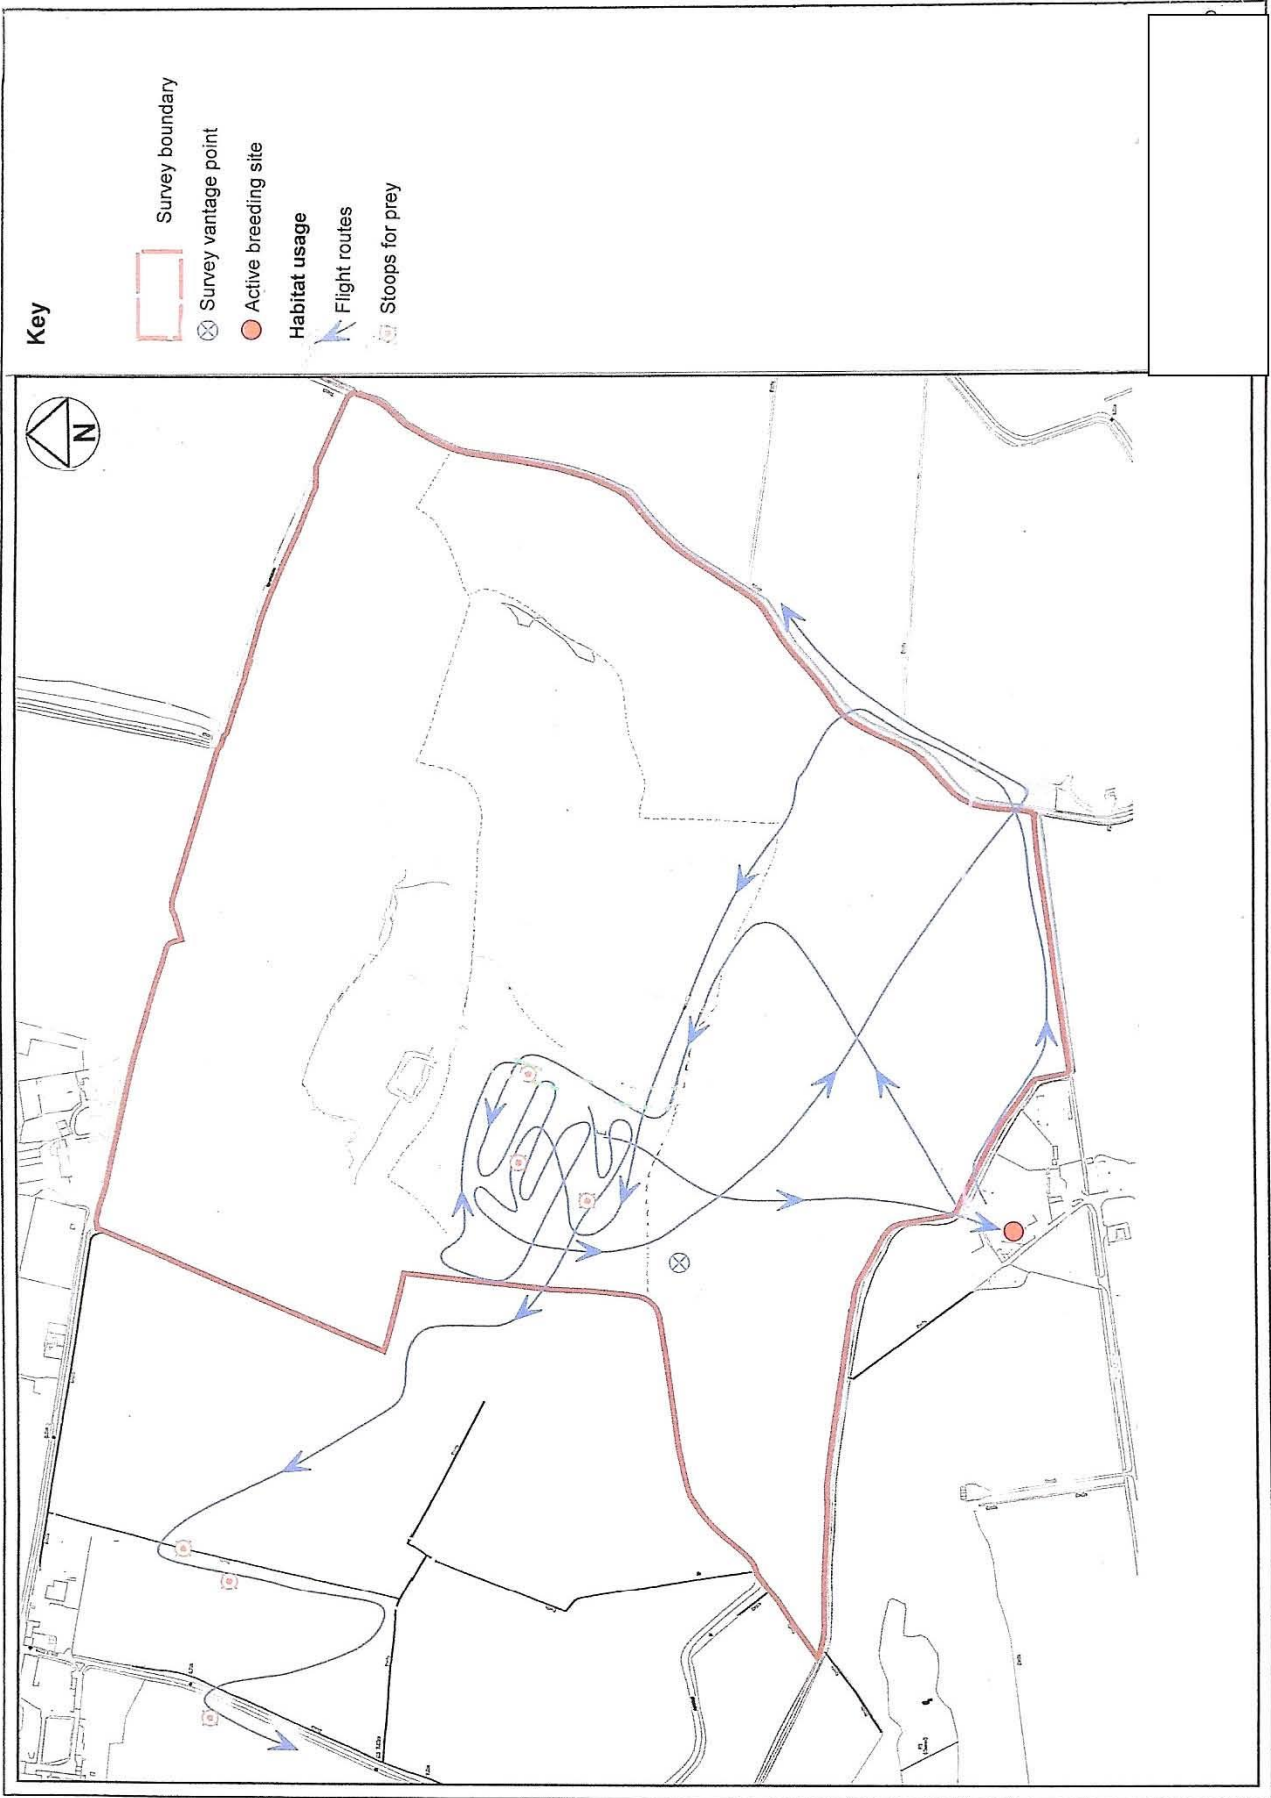 Key
Survey boundary
Survey vantage point
Active breeding site
Habitat usage
Flight routes
Stoops for prey
N